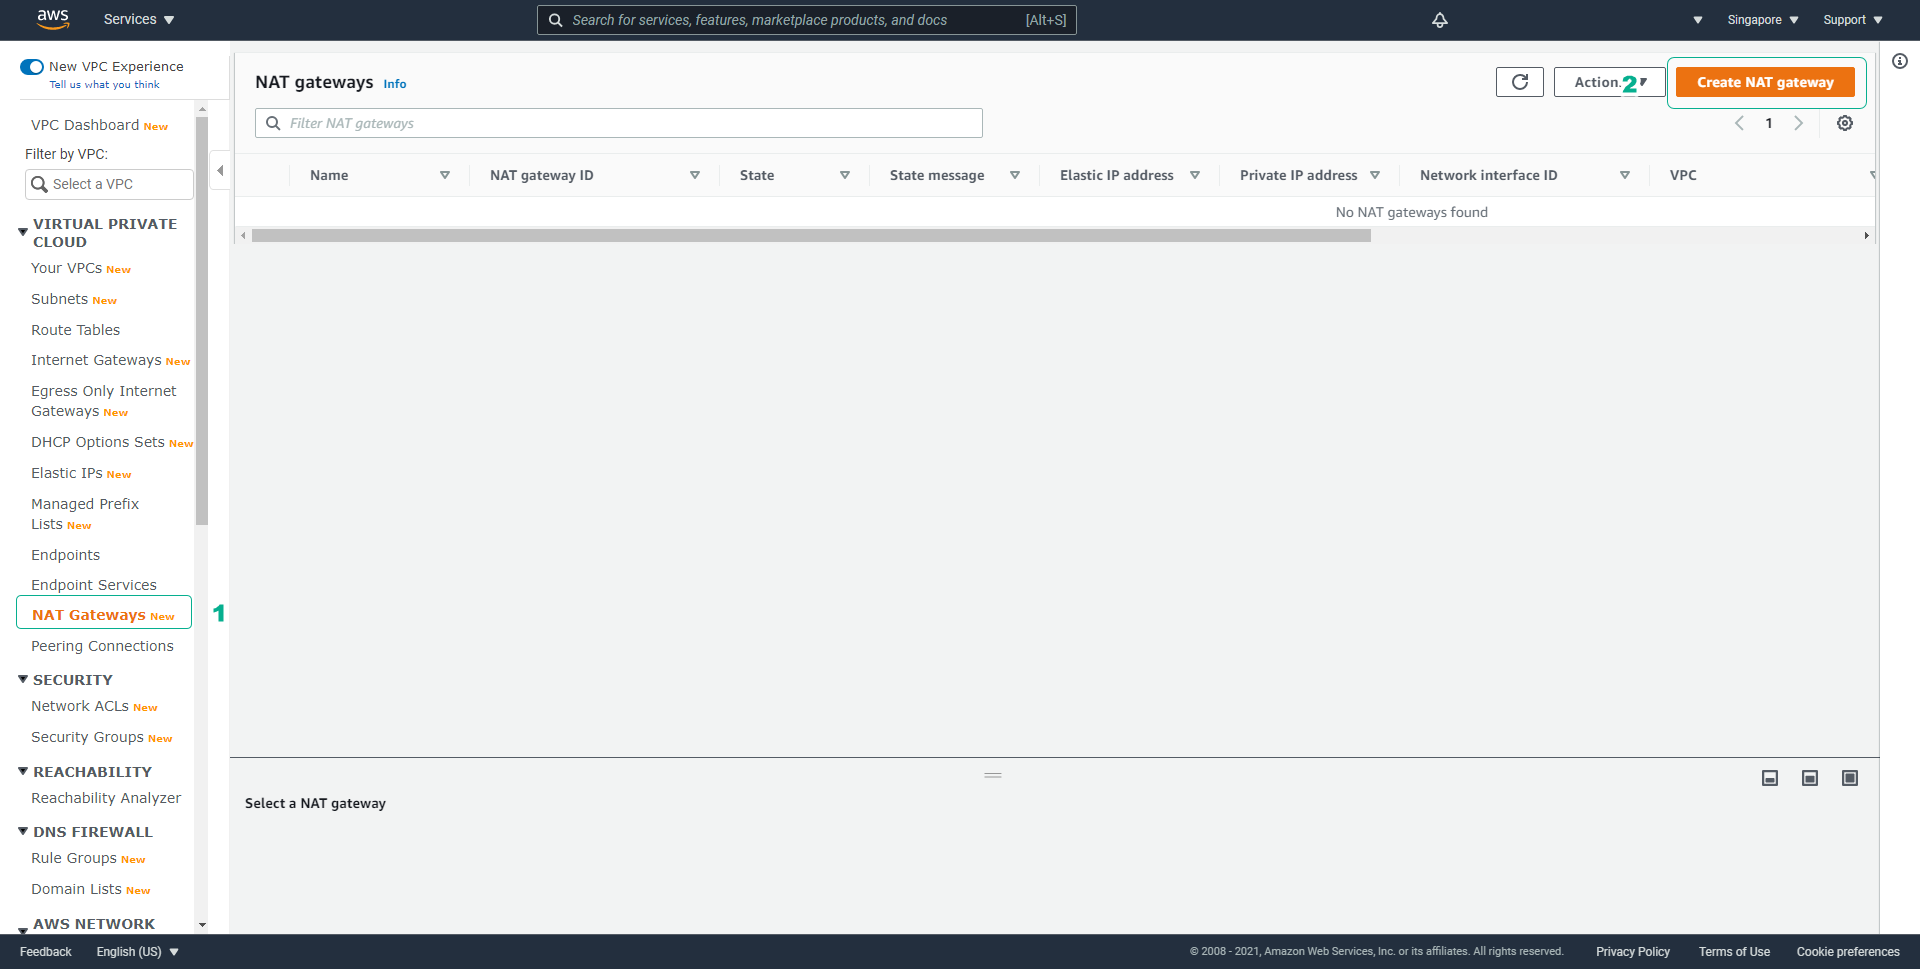 aws
Services
Search for services, features, marketplace products, and docs [Alt+S]
Singapore
Support
New VPC Experience
Tell us what you think
VPC Dashboard New
Filter by VPC:
Select a VPC
VIRTUAL PRIVATE
CLOUD
Your VPCs New
Subnets New
Route Tables
Internet Gateways New
Egress Only Internet
Gateways New
DHCP Options Sets New
Elastic IPs New
Managed Prefix
Lists New
Endpoints
Endpoint Services
NAT Gateways New
1
Peering Connections
SECURITY
Network ACLs New
Security Groups New
REACHABILITY
Reachability Analyzer
DNS FIREWALL
Rule Groups New
Domain Lists New
AWS NETWORK
NAT gateways Info
Action
2
Create NAT gateway
Filter NAT gateways
1
Name NAT gateway ID State State message Elastic IP address Private IP address Network interface ID VPC
No NAT gateways found
Select a NAT gateway
Feedback English (US) © 2008 - 2021, Amazon Web Services, Inc. or its affiliates. All rights reserved. Privacy Policy Terms of Use Cookie preferences